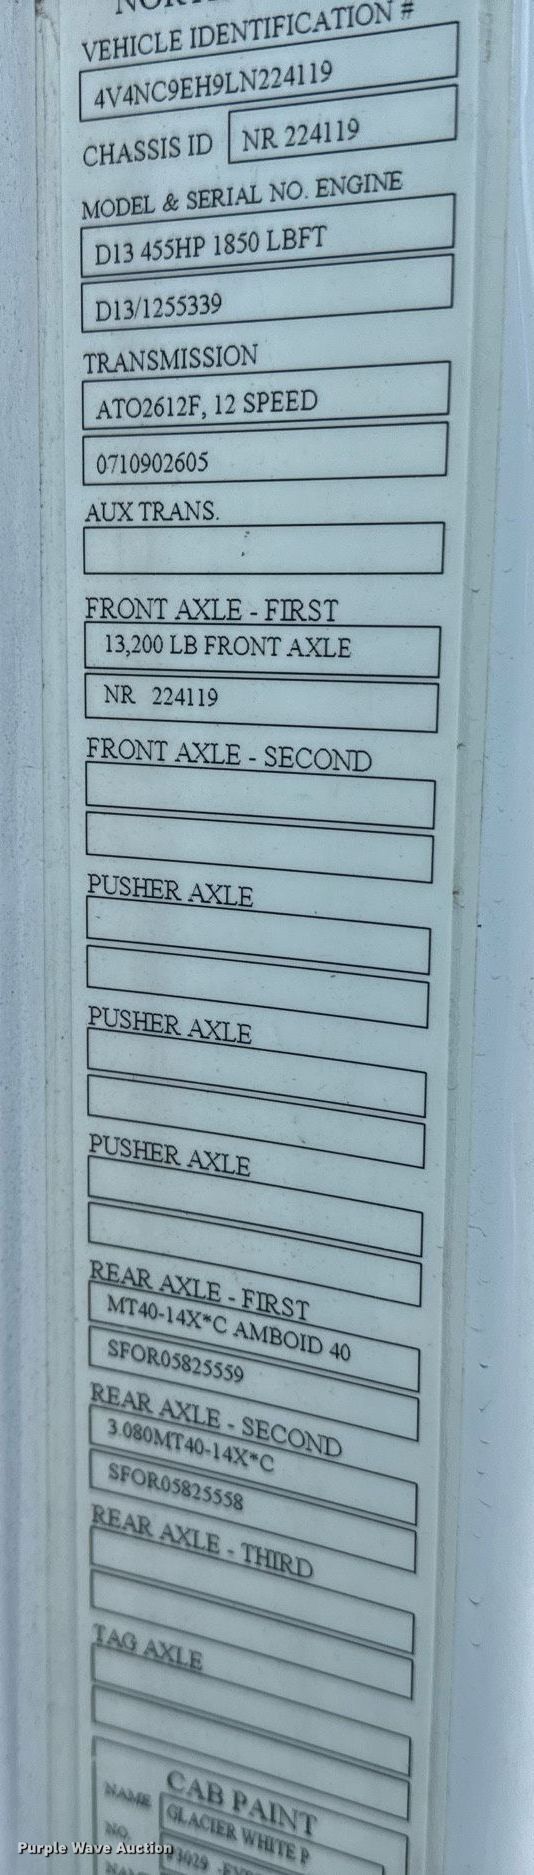 VEHICLE IDENTIFICATION #
4V4NC9EH9LN224119
CHASSIS ID NR 224119
MODEL & SERIAL NO. ENGINE
D13 455HP 1850 LBFT
D13/1255339
TRANSMISSION
ATO2612F, 12 SPEED
0710902605
AUX TRANS.
FRONT AXLE - FIRST
13,200 LB FRONT AXLE
NR 224119
FRONT AXLE - SECOND
PUSHER AXLE
PUSHER AXLE
PUSHER AXLE
REAR AXLE - FIRST
MT40-14X*C AMBOID 40
SFOR05825559
REAR AXLE - SECOND
3.080MT40-14X*C
SFOR05825558
REAR AXLE - THIRD
TAG AXLE
CAB PAINT
NAME GLACIER WHITE P
NO.
NAME
Purple Wave Auction